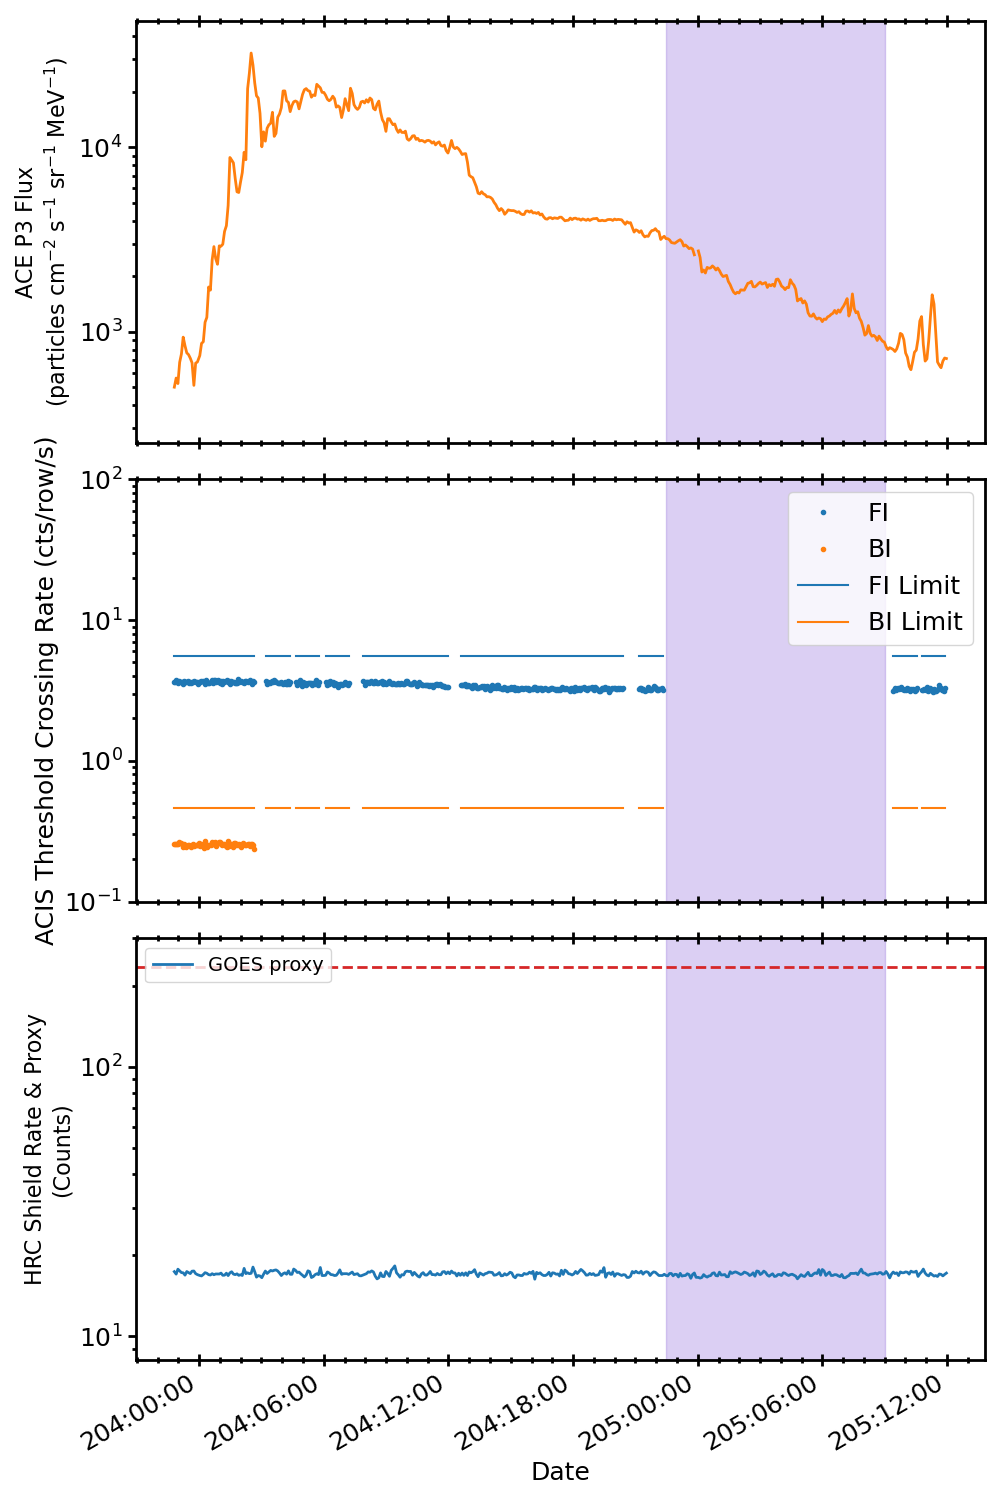 ACE P3 Flux
(particles cm⁻² s⁻¹ sr⁻¹ MeV⁻¹)
10⁴
10³
ACIS Threshold Crossing Rate (cts/row/s)
10²
10¹
10⁰
10⁻¹
FI
BI
FI Limit
BI Limit
HRC Shield Rate & Proxy
(Counts)
10²
10¹
GOES proxy
204:00:00
204:06:00
204:12:00
204:18:00
205:00:00
205:06:00
205:12:00
Date